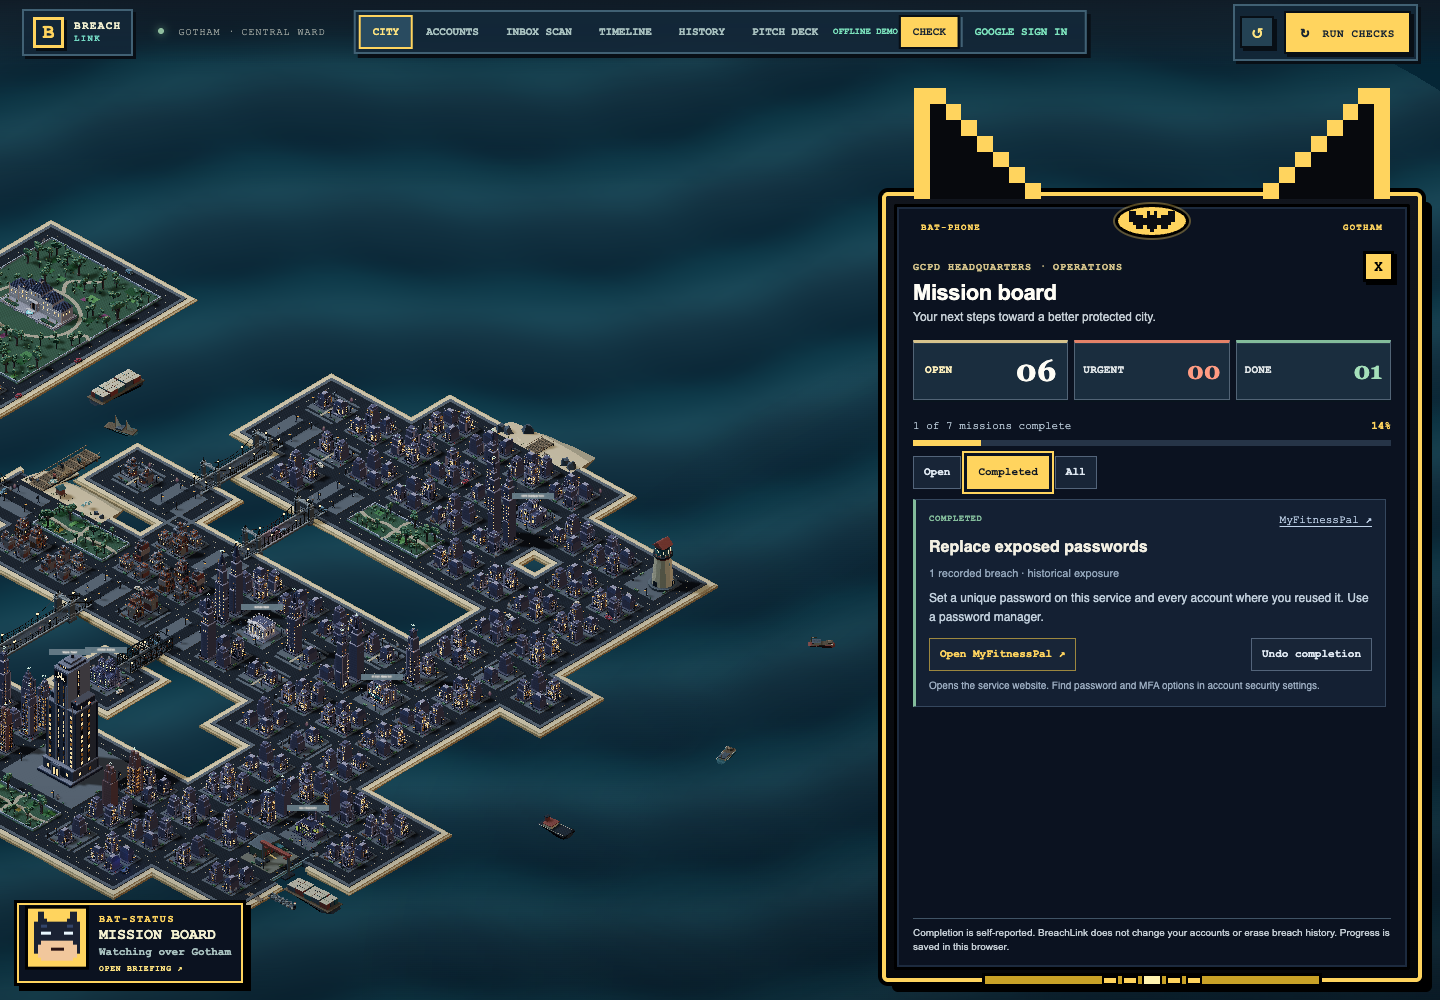 B
BREACH
LINK
GOTHAM · CENTRAL WARD
CITY
ACCOUNTS
INBOX SCAN
TIMELINE
HISTORY
PITCH DECK
OFFLINE DEMO
CHECK
GOOGLE SIGN IN
↺
↻ RUN CHECKS
BAT-PHONE
GOTHAM
GCPD HEADQUARTERS · OPERATIONS
X
Mission board
Your next steps toward a better protected city.
OPEN 06
URGENT 00
DONE 01
1 of 7 missions complete
14%
Open
Completed
All
COMPLETED
MyFitnessPal ↗
Replace exposed passwords
1 recorded breach · historical exposure
Set a unique password on this service and every account where you reused it. Use
a password manager.
Open MyFitnessPal ↗
Undo completion
Opens the service website. Find password and MFA options in account security settings.
Completion is self-reported. BreachLink does not change your accounts or erase breach history. Progress is
saved in this browser.
BAT-STATUS
MISSION BOARD
Watching over Gotham
OPEN BRIEFING ↗